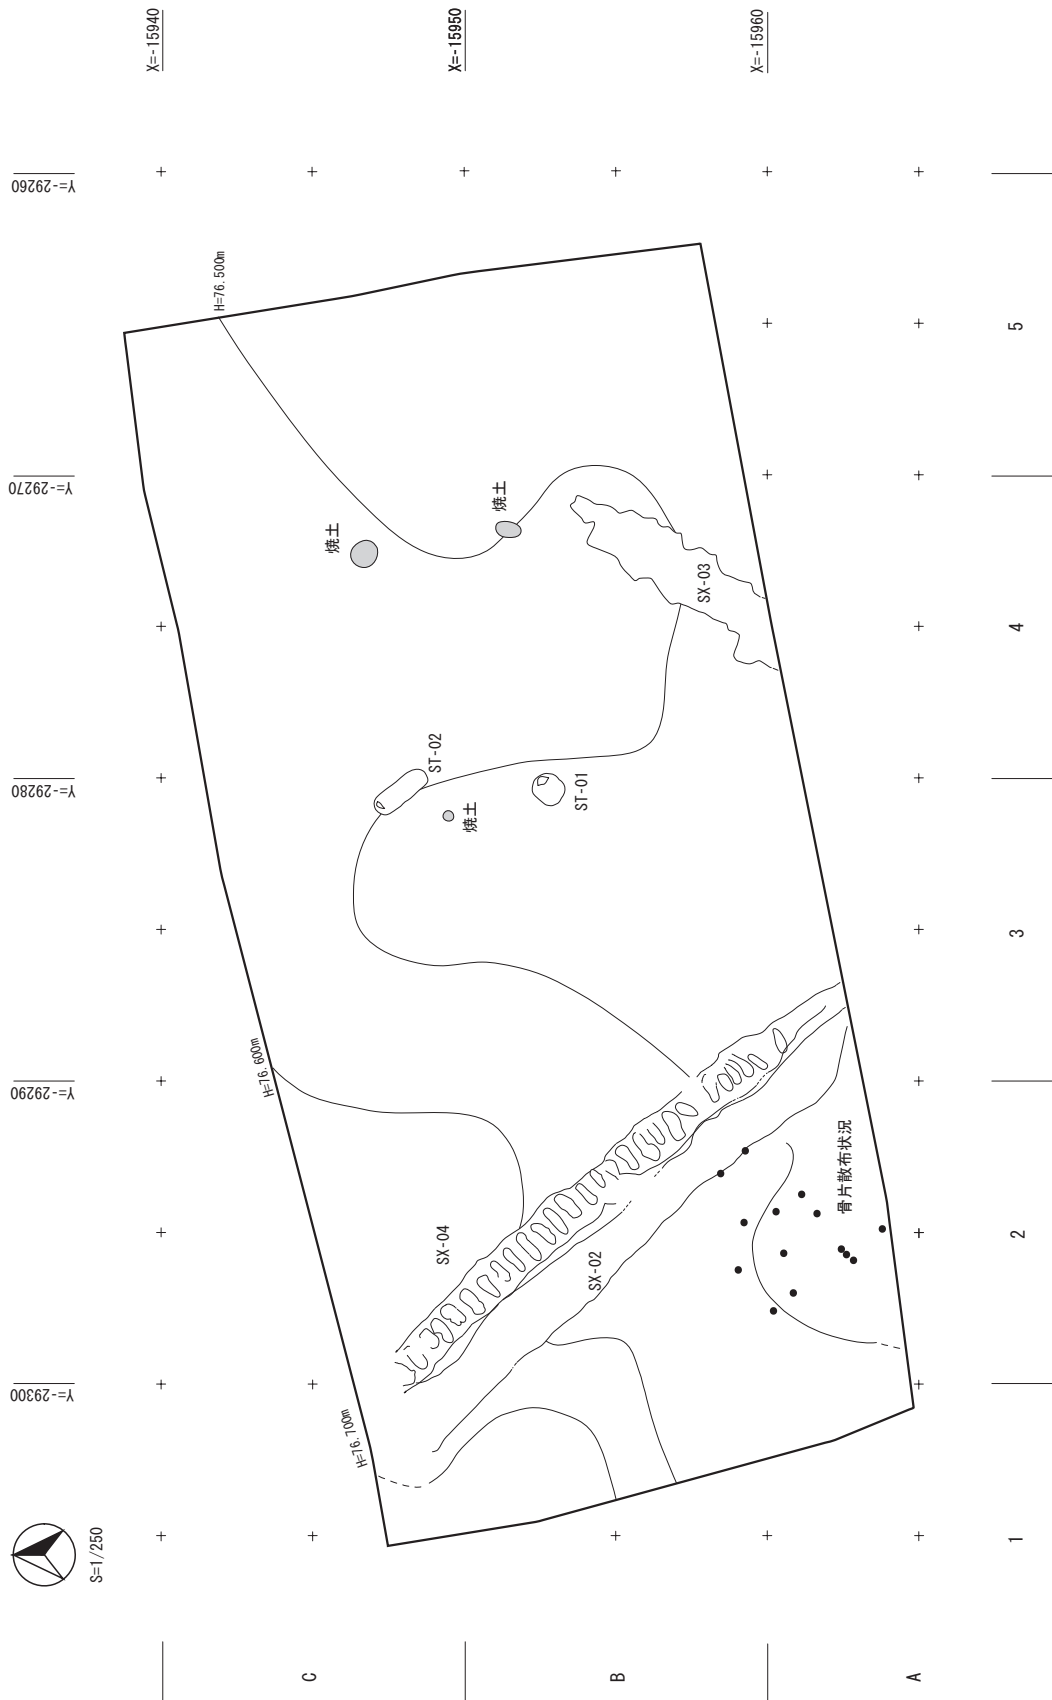 X=-15940
X=-15950
X=-15960
Y=-29260
Y=-29270
Y=-29280
Y=-29290
Y=-29300
H=76.500m
H=76.600m
H=76.700m
焼土
焼土
焼土
ST-02
ST-01
SX-03
SX-04
SX-02
骨片散布状況
S=1/250
5
4
3
2
1
C
B
A